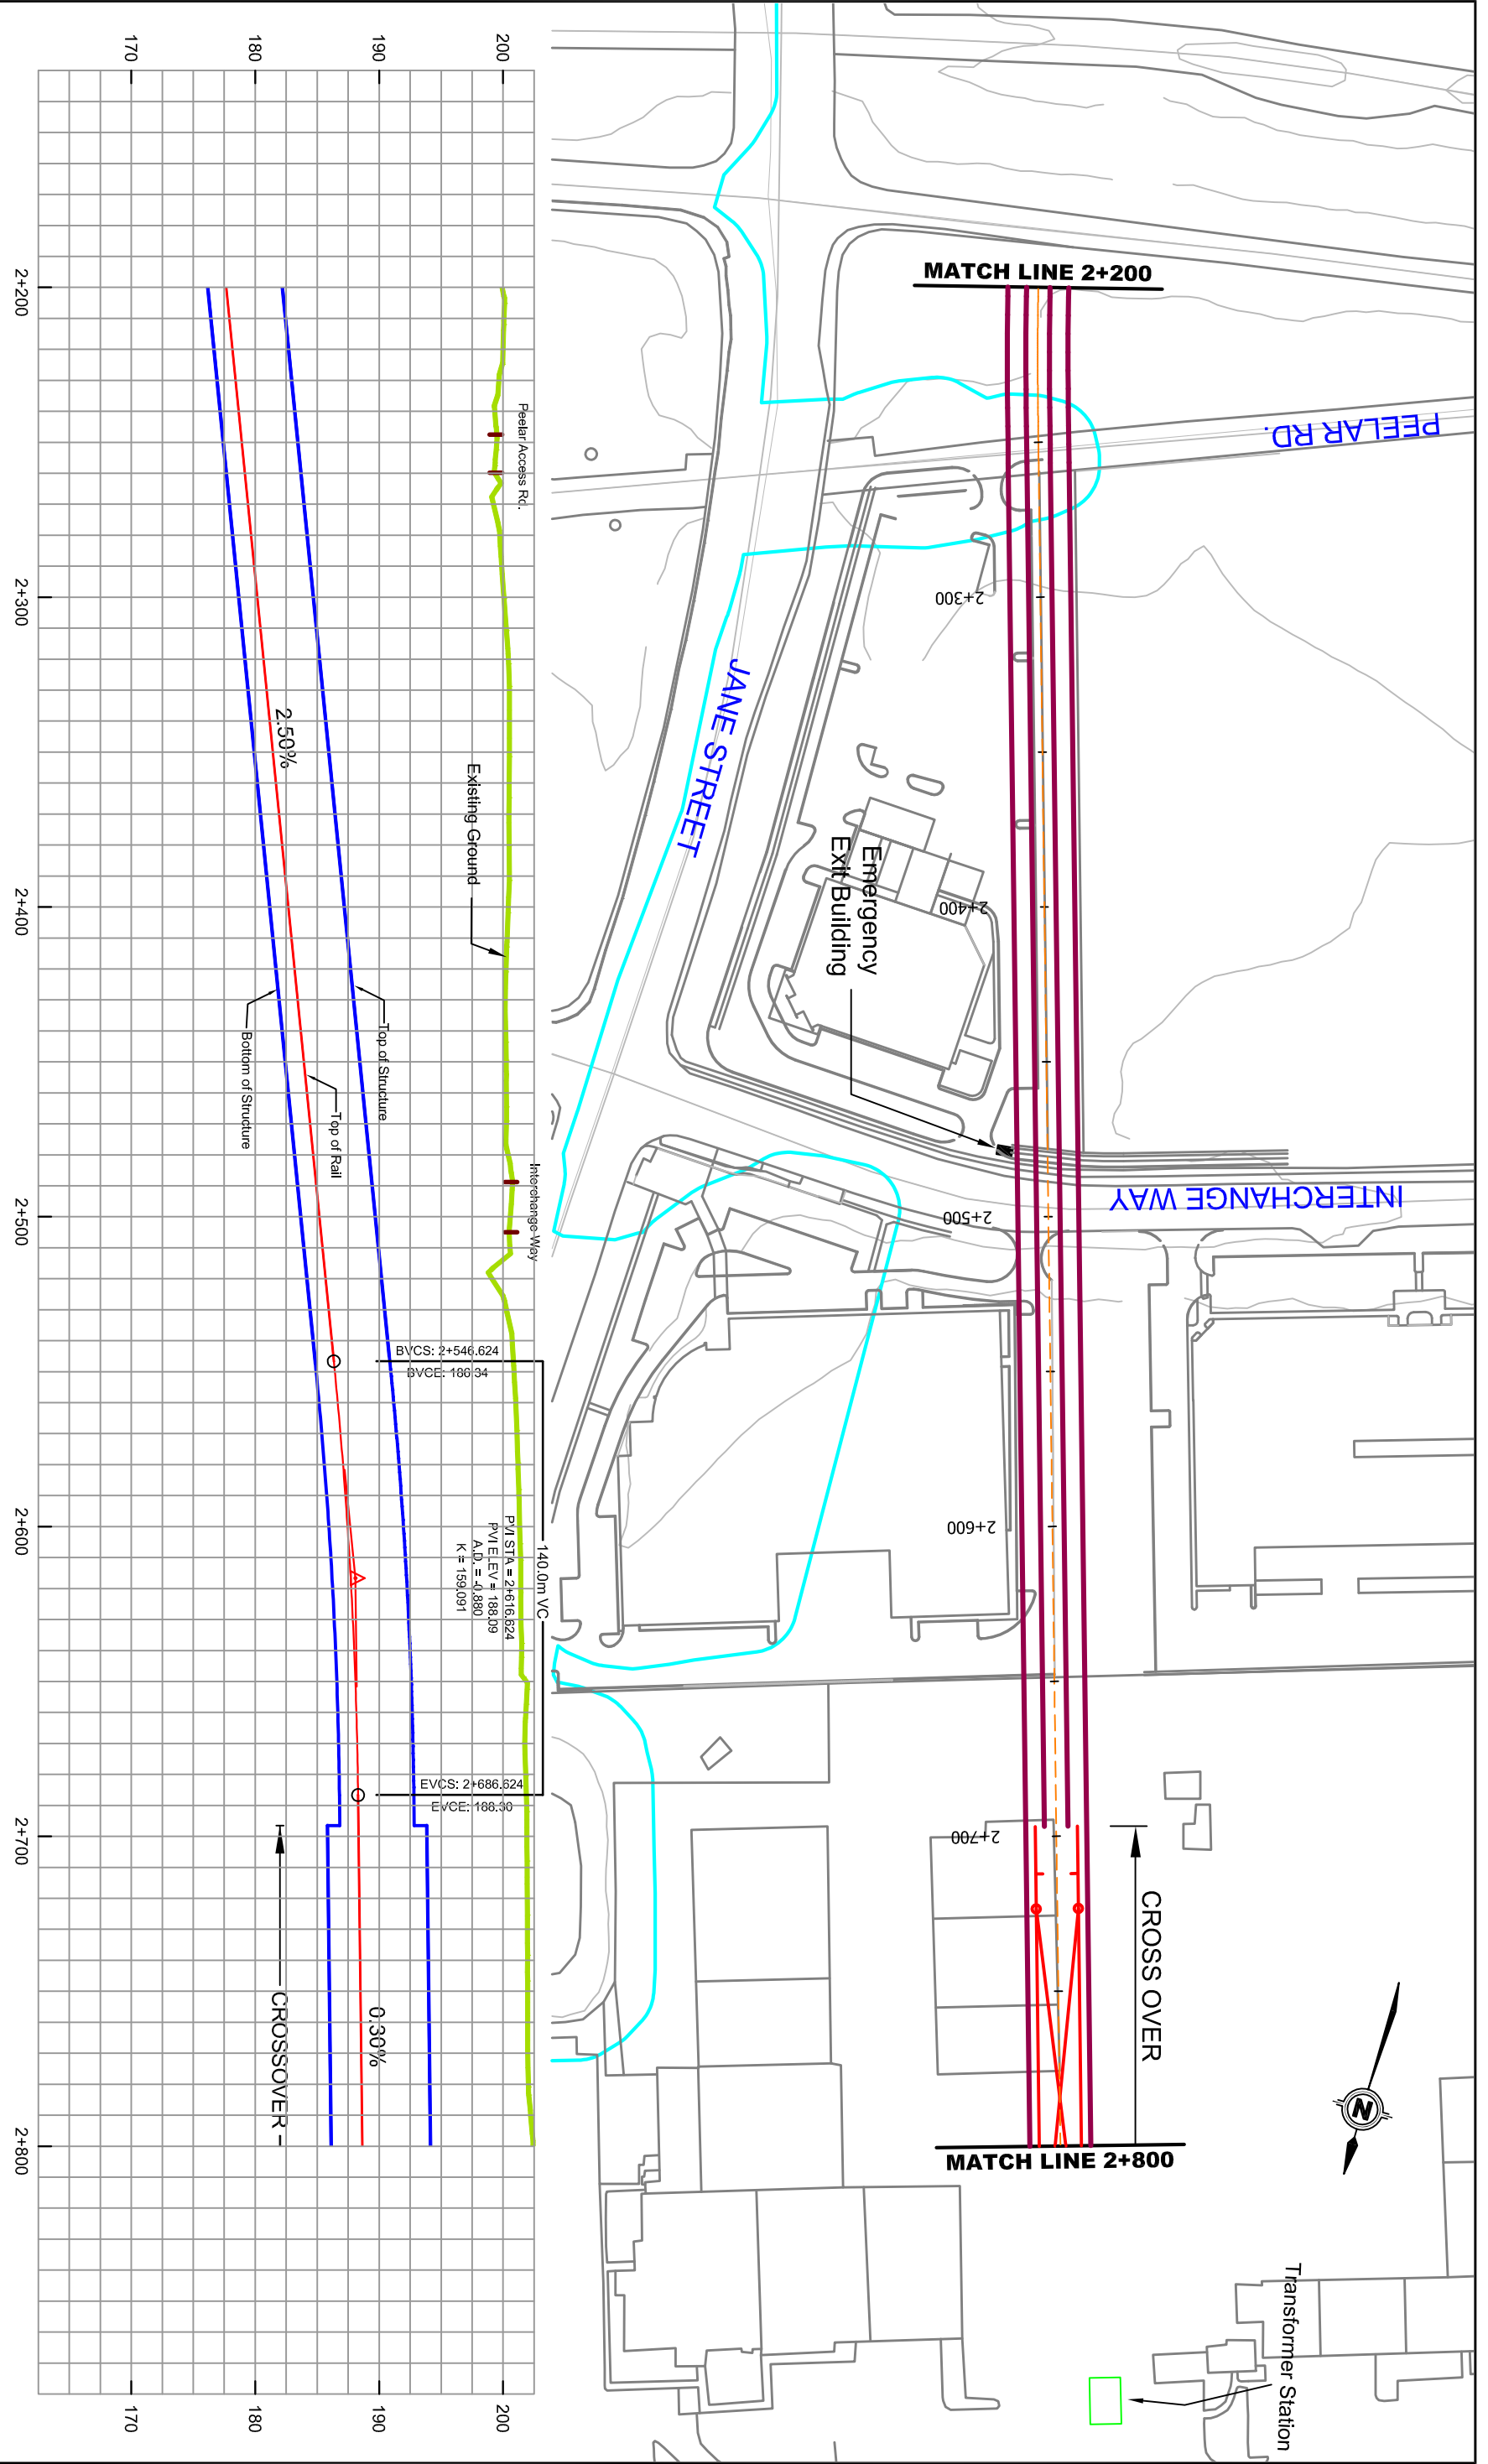 MATCH LINE 2+200
PEELAR RD.
2+300
JANE STREET
Emergency
Exit Building
2+400
INTERCHANGE WAY
2+500
2+600
2+700
CROSS OVER
MATCH LINE 2+800
N
Transformer Station
200
190
180
170
Peelar Access Rd.
2.50%
Existing Ground
Top of Structure
Top of Rail
Bottom of Structure
Interchange Way
BVCS: 2+546.624
BVCE: 186.34
140.0m VC
PVI STA = 2+616.624
PVI ELEV = 188.09
A.D. = -0.880
K = 159.091
EVCS: 2+686.624
EVCE: 188.30
0.30%
CROSSOVER
200
190
180
170
2+200
2+300
2+400
2+500
2+600
2+700
2+800